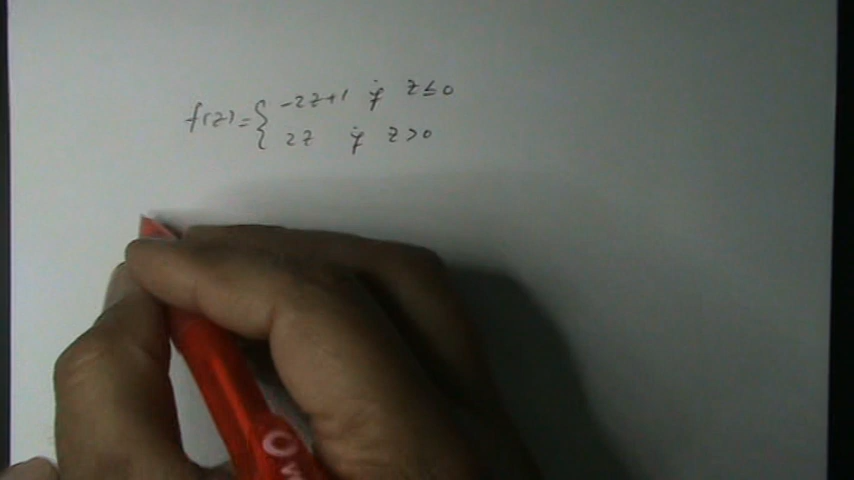 f(z)={ -2z+1 if z≤0
2z if z>0